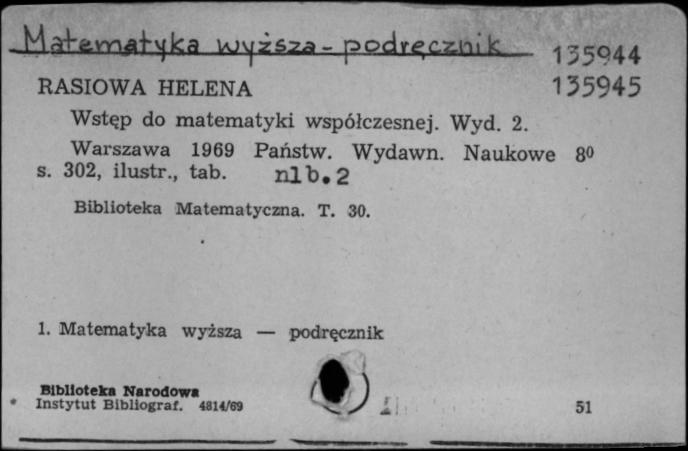 Matematyka wyższa - podręcznik
135944
RASIOWA HELENA
135945
Wstęp do matematyki współczesnej. Wyd. 2.
Warszawa 1969 Państw. Wydawn. Naukowe 8⁰
s. 302, ilustr., tab. nlb. 2
Biblioteka Matematyczna. T. 30.
1. Matematyka wyższa — podręcznik
Biblioteka Narodowa
Instytut Bibliograf. 4814/69
51